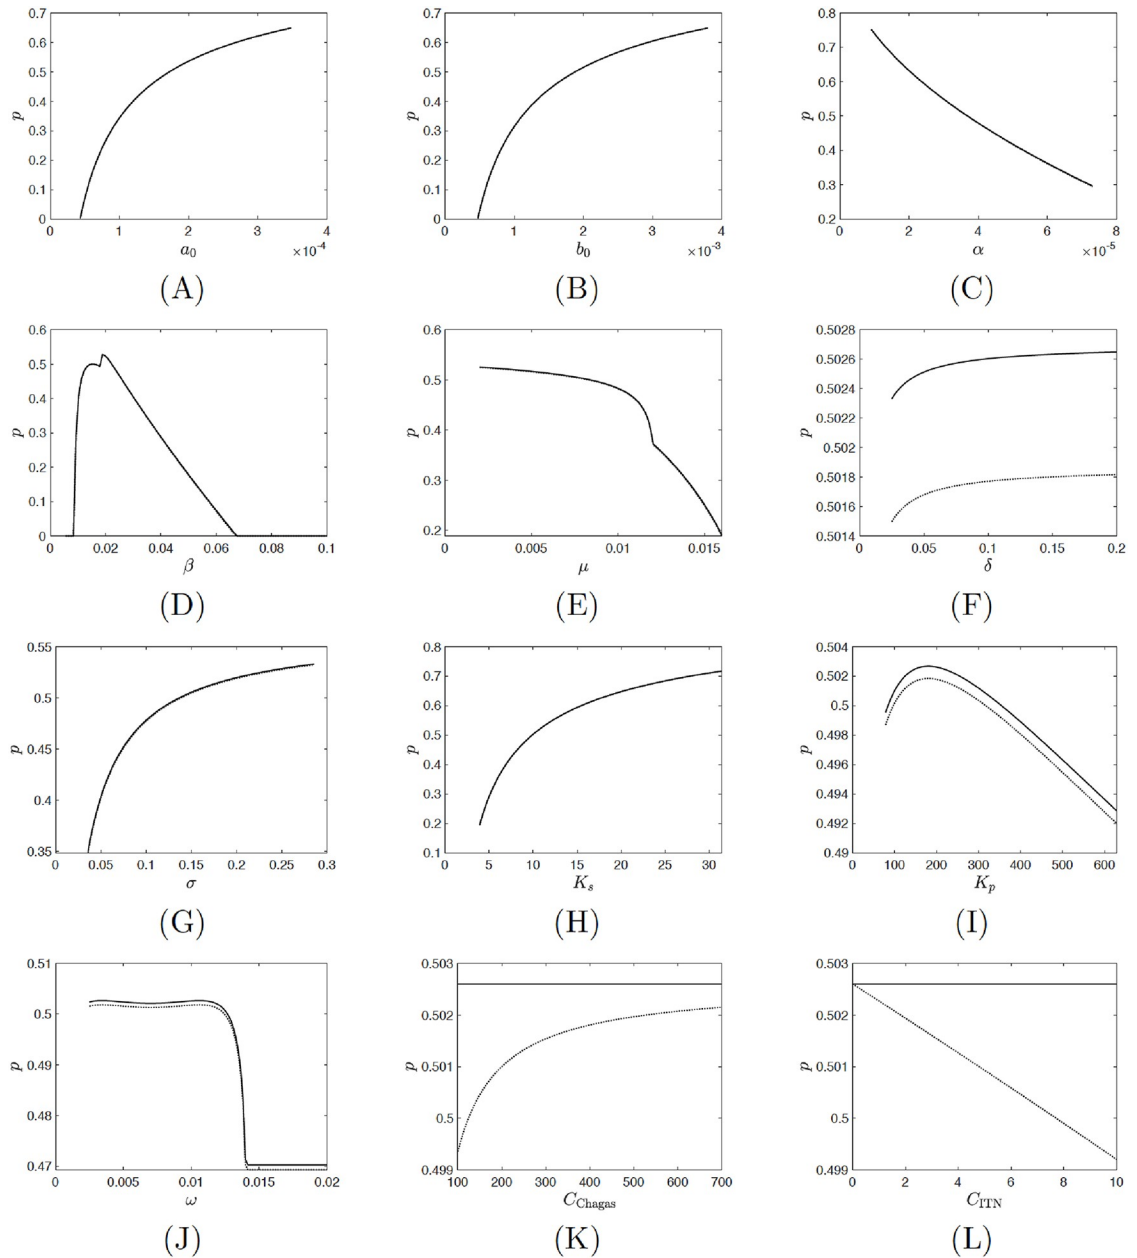 p
0.7
0.6
0.5
0.4
0.3
0.2
0.1
0
0 1 2 3 4
×10⁻⁴
a₀
(A)
p
0.7
0.6
0.5
0.4
0.3
0.2
0.1
0
0 1 2 3 4
×10⁻³
b₀
(B)
p
0.8
0.7
0.6
0.5
0.4
0.3
0.2
0 2 4 6 8
×10⁻⁵
α
(C)
p
0.6
0.5
0.4
0.3
0.2
0.1
0
0 0.02 0.04 0.06 0.08 0.1
β
(D)
p
0.6
0.5
0.4
0.3
0.2
0 0.005 0.01 0.015
μ
(E)
p
0.5028
0.5026
0.5024
0.5022
0.502
0.5018
0.5016
0.5014
0 0.05 0.1 0.15 0.2
δ
(F)
p
0.55
0.5
0.45
0.4
0.35
0 0.05 0.1 0.15 0.2 0.25 0.3
σ
(G)
p
0.8
0.7
0.6
0.5
0.4
0.3
0.2
0.1
0 5 10 15 20 25 30
Kₛ
(H)
p
0.504
0.502
0.5
0.498
0.496
0.494
0.492
0.49
0 100 200 300 400 500 600
Kₚ
(I)
p
0.51
0.5
0.49
0.48
0.47
0 0.005 0.01 0.015 0.02
ω
(J)
p
0.503
0.502
0.501
0.5
0.499
100 200 300 400 500 600 700
C_Chagas
(K)
p
0.503
0.502
0.501
0.5
0.499
0 2 4 6 8 10
C_ITN
(L)